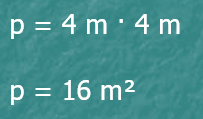 p = 4 m · 4 m
p = 16 m²